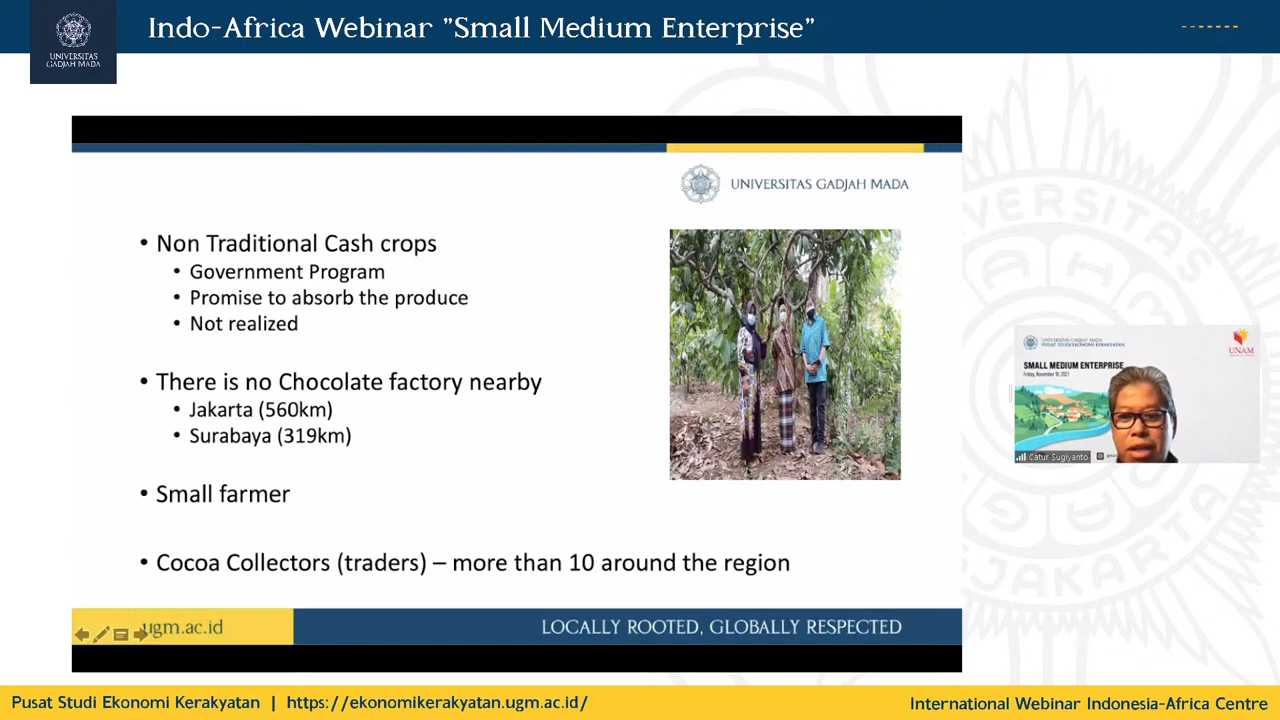 Indo-Africa Webinar "Small Medium Enterprise"
UNIVERSITAS
GADJAH MADA
UNIVERSITAS GADJAH MADA
• Non Traditional Cash crops
• Government Program
• Promise to absorb the produce
• Not realized
• There is no Chocolate factory nearby
• Jakarta (560km)
• Surabaya (319km)
• Small farmer
• Cocoa Collectors (traders) – more than 10 around the region
ugm.ac.id
LOCALLY ROOTED, GLOBALLY RESPECTED
UNIVERSITAS GADJAH MADA
PUSAT STUDI EKONOMI KERAKYATAN
UNAM
SMALL MEDIUM ENTERPRISE
Friday, November 19, 2021
Catur Sugiyanto
Pusat Studi Ekonomi Kerakyatan | https://ekonomikerakyatan.ugm.ac.id/
International Webinar Indonesia-Africa Centre